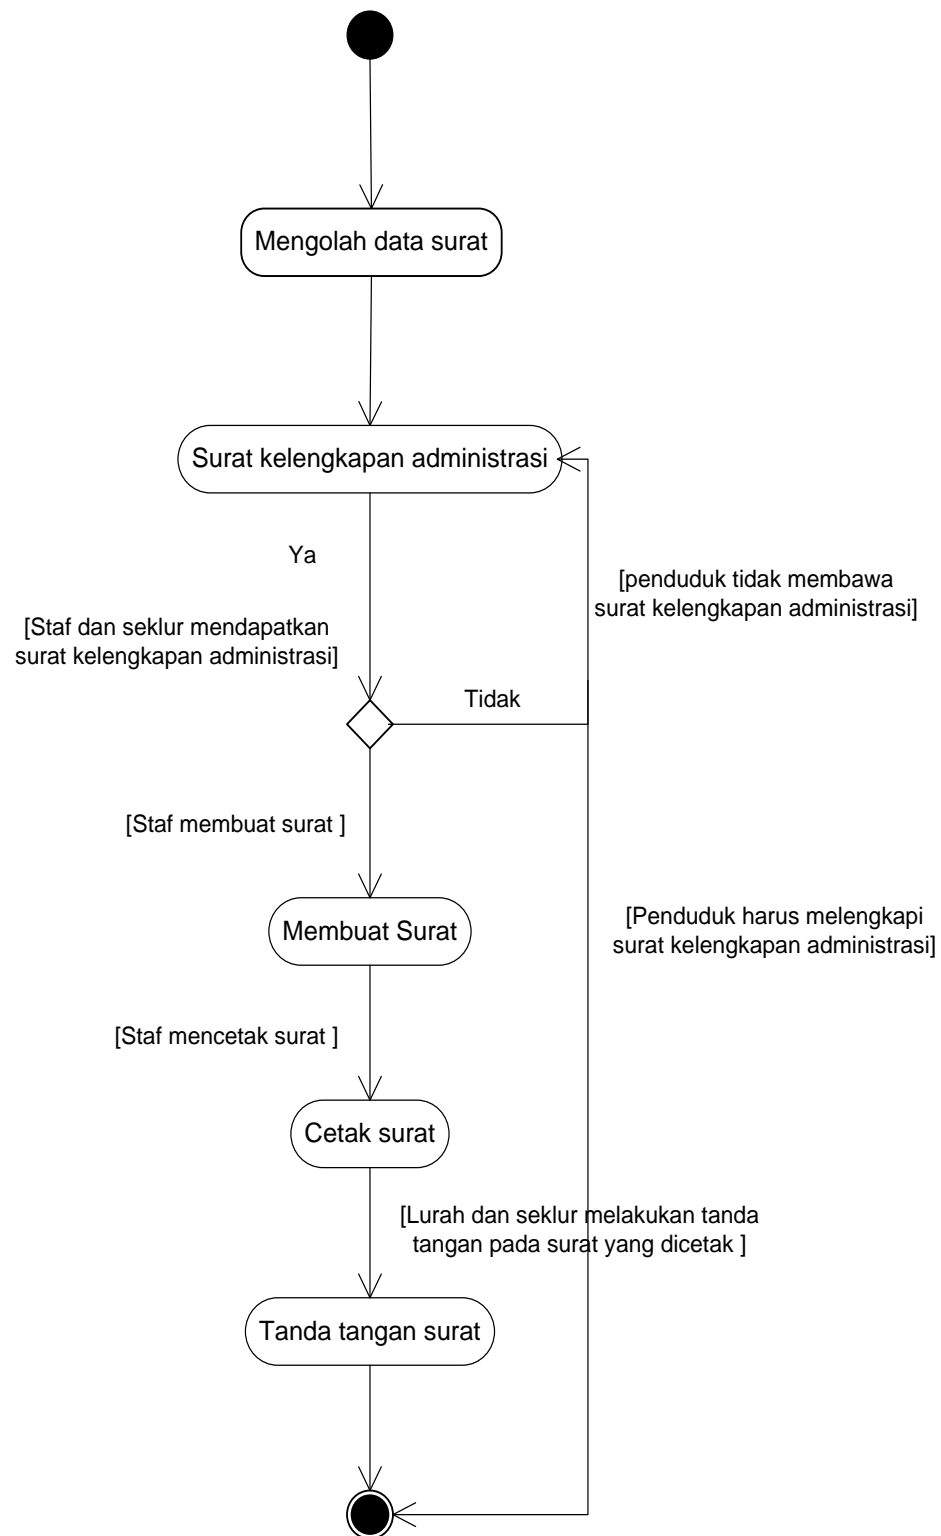 Mengolah data surat
Surat kelengkapan administrasi
Ya
[penduduk tidak membawa
surat kelengkapan administrasi]
[Staf dan seklur mendapatkan
surat kelengkapan administrasi]
Tidak
[Staf membuat surat ]
Membuat Surat
[Penduduk harus melengkapi
surat kelengkapan administrasi]
[Staf mencetak surat ]
Cetak surat
[Lurah dan seklur melakukan tanda
tangan pada surat yang dicetak ]
Tanda tangan surat